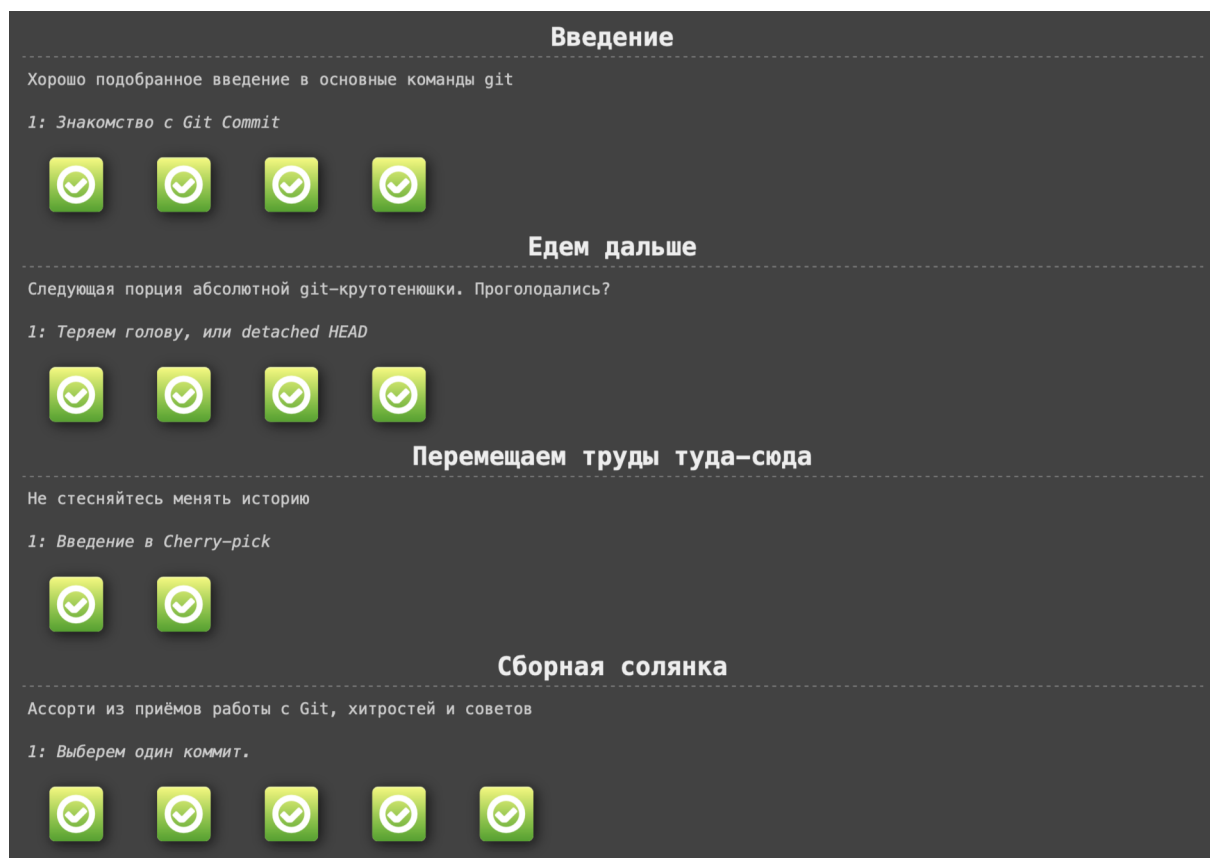 Введение
Хорошо подобранное введение в основные команды git
1: Знакомство с Git Commit
Едем дальше
Следующая порция абсолютной git-крутотенюшки. Проголодались?
1: Теряем голову, или detached HEAD
Перемещаем труды туда-сюда
Не стесняйтесь менять историю
1: Введение в Cherry-pick
Сборная солянка
Ассорти из приёмов работы с Git, хитростей и советов
1: Выберем один коммит.